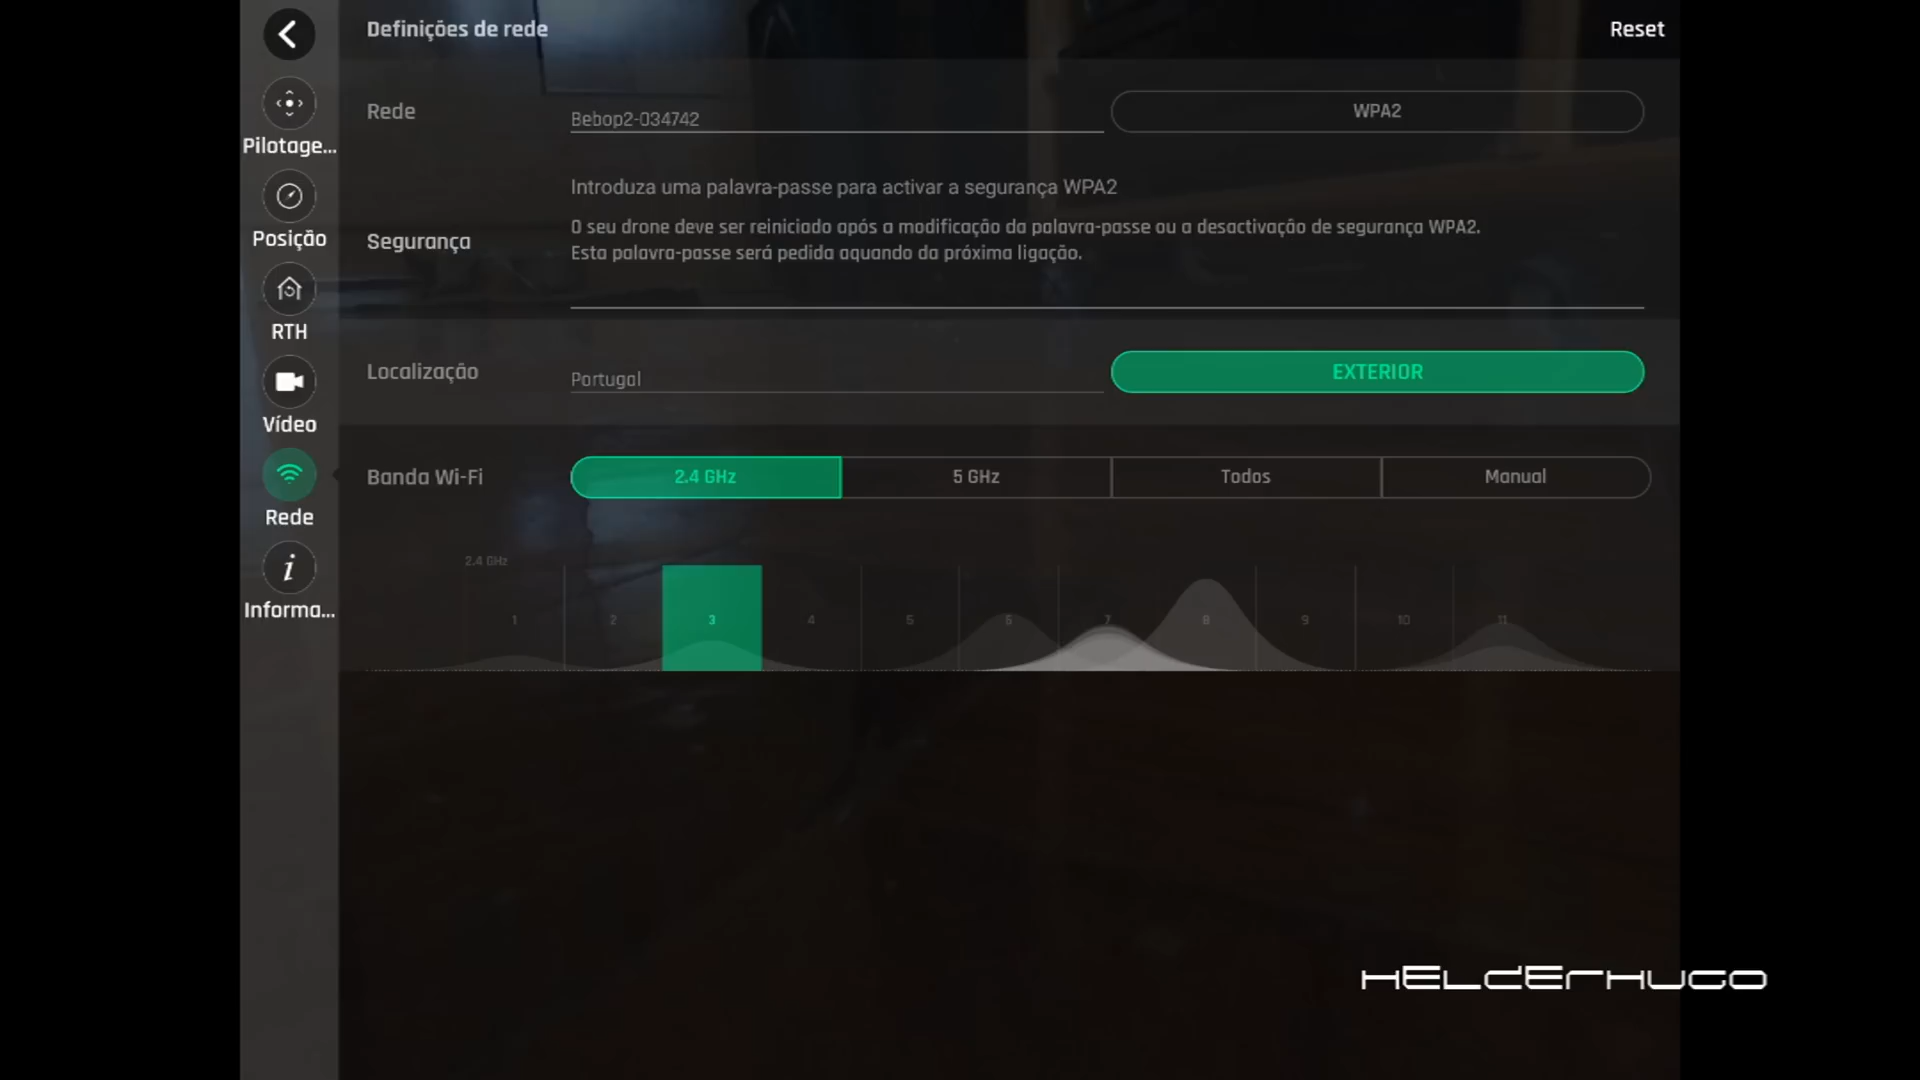 Definições de rede
Reset
Pilotage...
Posição
RTH
Vídeo
Rede
Informa...
Rede
Bebop2-034742
WPA2
Segurança
Introduza uma palavra-passe para activar a segurança WPA2
O seu drone deve ser reiniciado após a modificação da palavra-passe ou a desactivação de segurança WPA2.
Esta palavra-passe será pedida aquando da próxima ligação.
Localização
Portugal
EXTERIOR
Banda Wi-Fi
2.4 GHz
5 GHz
Todos
Manual
2.4 GHz
1 2 3 4 5 6 7 8 9 10 11
HELDERHUGO